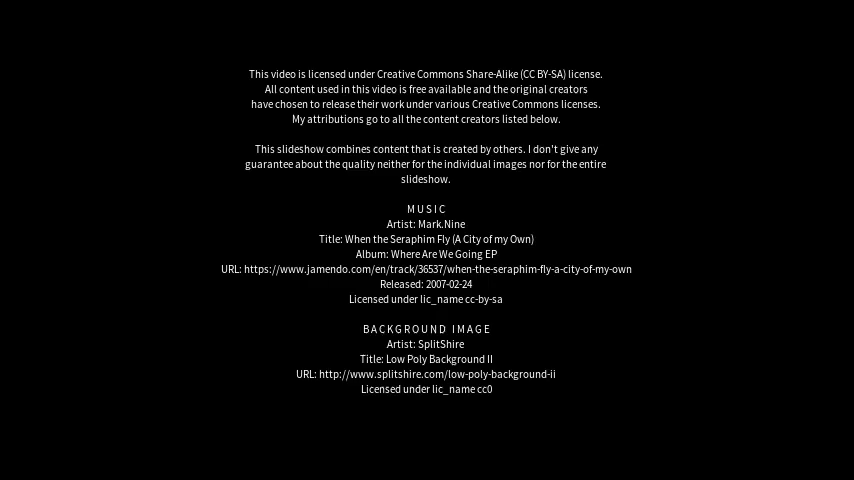 This video is licensed under Creative Commons Share-Alike (CC BY-SA) license.
All content used in this video is free available and the original creators
have chosen to release their work under various Creative Commons licenses.
My attributions go to all the content creators listed below.
This slideshow combines content that is created by others. I don't give any
guarantee about the quality neither for the individual images nor for the entire
slideshow.
MUSIC
Artist: Mark.Nine
Title: When the Seraphim Fly (A City of my Own)
Album: Where Are We Going EP
URL: https://www.jamendo.com/en/track/36537/when-the-seraphim-fly-a-city-of-my-own
Released: 2007-02-24
Licensed under lic_name cc-by-sa
BACKGROUND IMAGE
Artist: SplitShire
Title: Low Poly Background II
URL: http://www.splitshire.com/low-poly-background-ii
Licensed under lic_name cc0